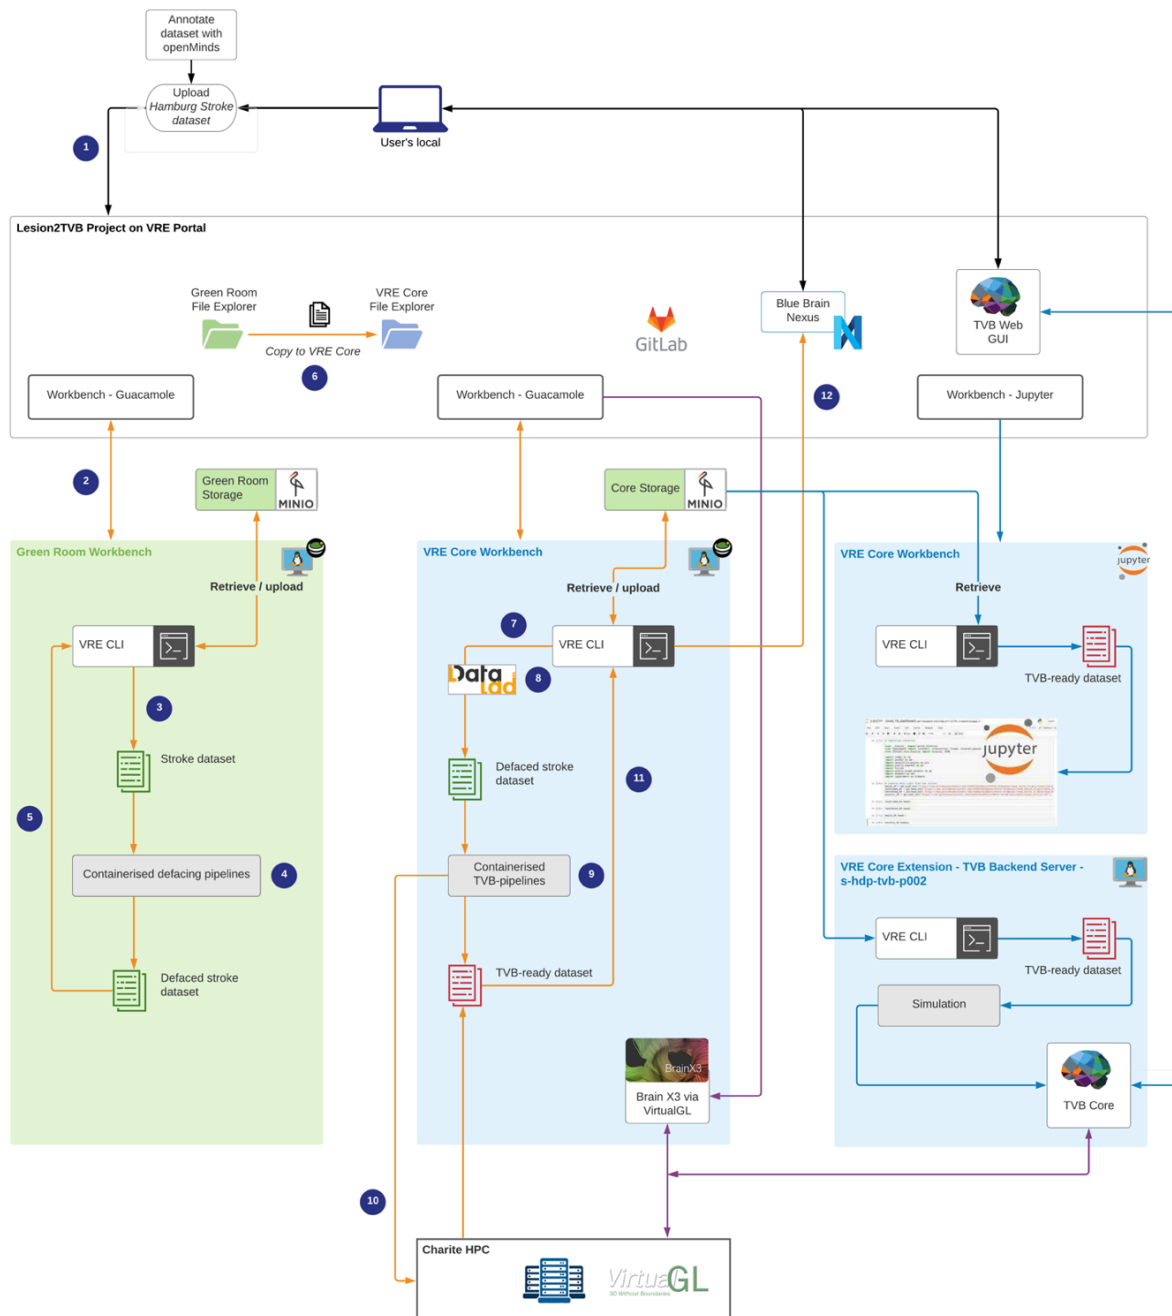 Annotate
dataset with
openMinds
Upload
Hamburg Stroke
dataset
User's local
1
Lesion2TVB Project on VRE Portal
Green Room
File Explorer
VRE Core
File Explorer
Copy to VRE Core
6
GitLab
Blue Brain
Nexus
TVB Web
GUI
12
Workbench - Guacamole
Workbench - Guacamole
Workbench - Jupyter
2
Green Room
Storage
MINIO
Core Storage
MINIO
Green Room Workbench
Retrieve / upload
VRE CLI
3
Stroke dataset
5
Containerised defacing pipelines
4
Defaced stroke
dataset
VRE Core Workbench
Retrieve / upload
7
VRE CLI
DataLad
8
Defaced stroke
dataset
11
Containerised
TVB-pipelines
9
TVB-ready dataset
BrainX3
Brain X3 via
VirtualGL
10
Charite HPC
VirtualGL
3D Without Boundaries
VRE Core Workbench
jupyter
Retrieve
VRE CLI
TVB-ready dataset
jupyter
VRE Core Extension - TVB Backend Server -
s-hdp-tvb-p002
VRE CLI
TVB-ready dataset
Simulation
TVB Core